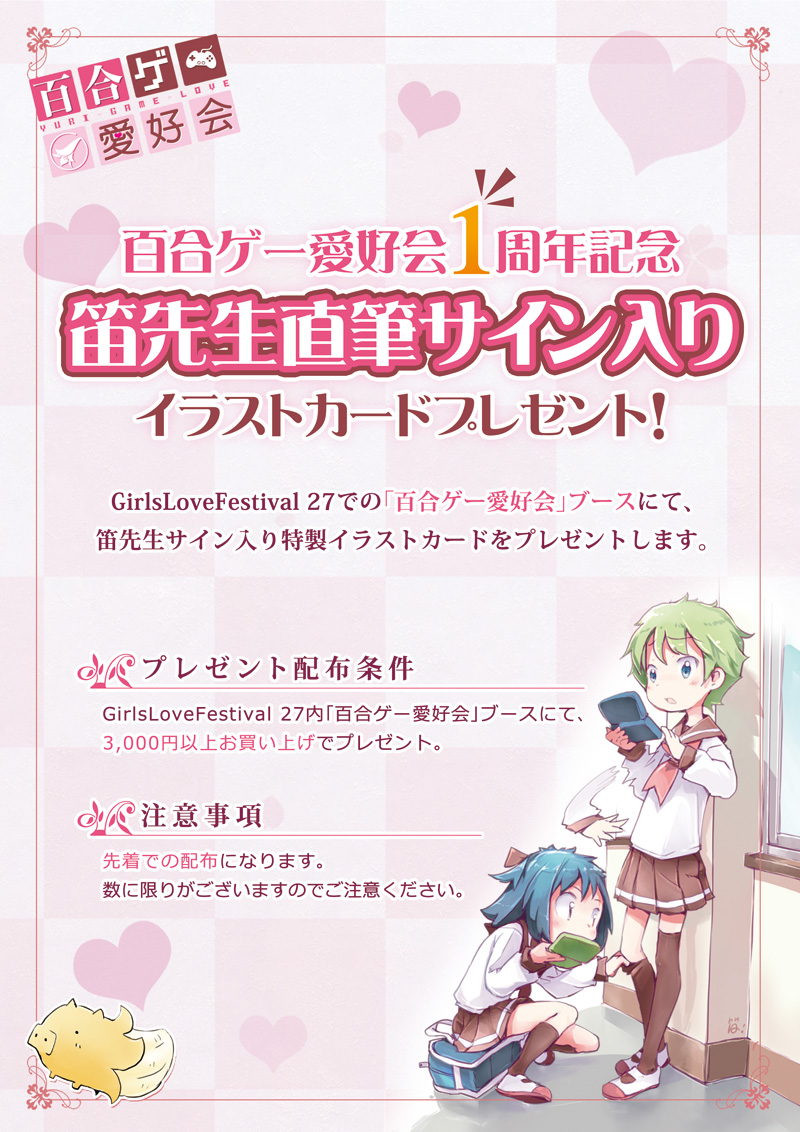 百合ゲー
YURI-GAME-LOVE
愛好会
百合ゲー愛好会1周年記念
笛先生直筆サイン入り
イラストカードプレゼント!
GirlsLoveFestival 27での「百合ゲー愛好会」ブースにて、
笛先生サイン入り特製イラストカードをプレゼントします。
プレゼント配布条件
GirlsLoveFestival 27内「百合ゲー愛好会」ブースにて、
3,000円以上お買い上げでプレゼント。
注意事項
先着での配布になります。
数に限りがございますのでご注意ください。